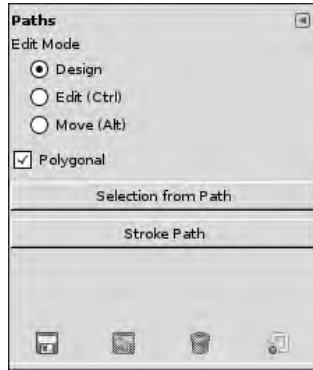 Paths
Edit Mode
Design
Edit (Ctrl)
Move (Alt)
Polygonal
Selection from Path
Stroke Path